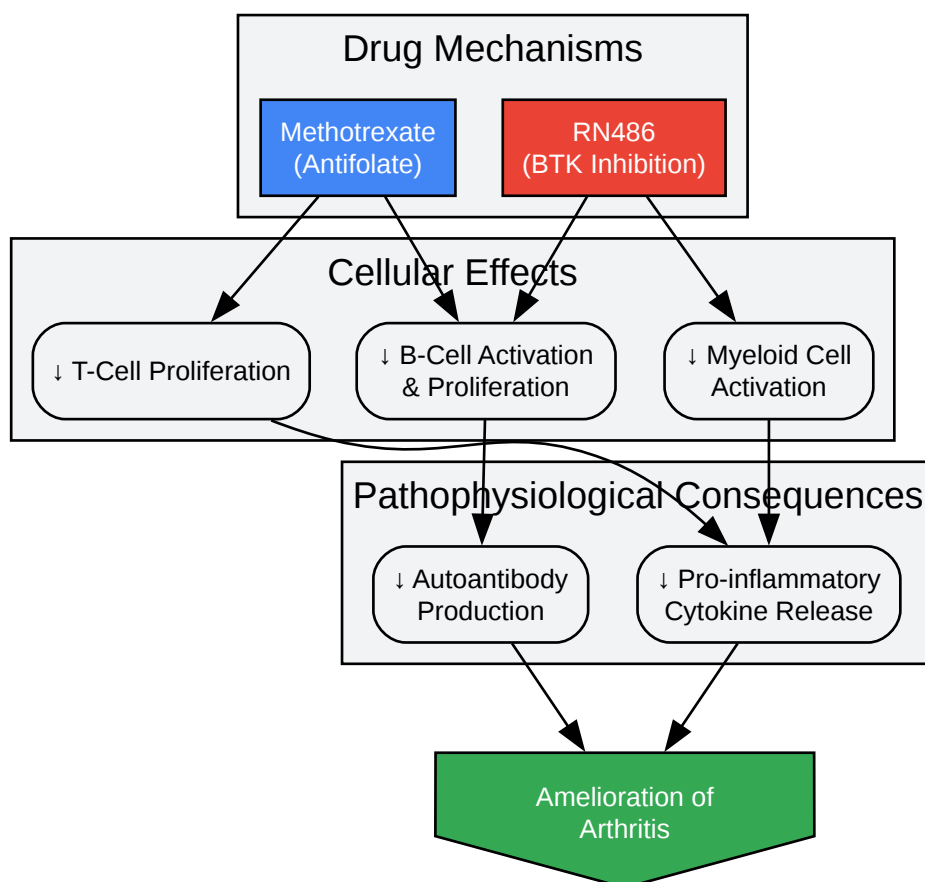 Drug Mechanisms
Methotrexate
(Antifolate)
RN486
(BTK Inhibition)
Cellular Effects
↓ T-Cell Proliferation
↓ B-Cell Activation
& Proliferation
↓ Myeloid Cell
Activation
Pathophysiological Consequences
↓ Autoantibody
Production
↓ Pro-inflammatory
Cytokine Release
Amelioration of
Arthritis